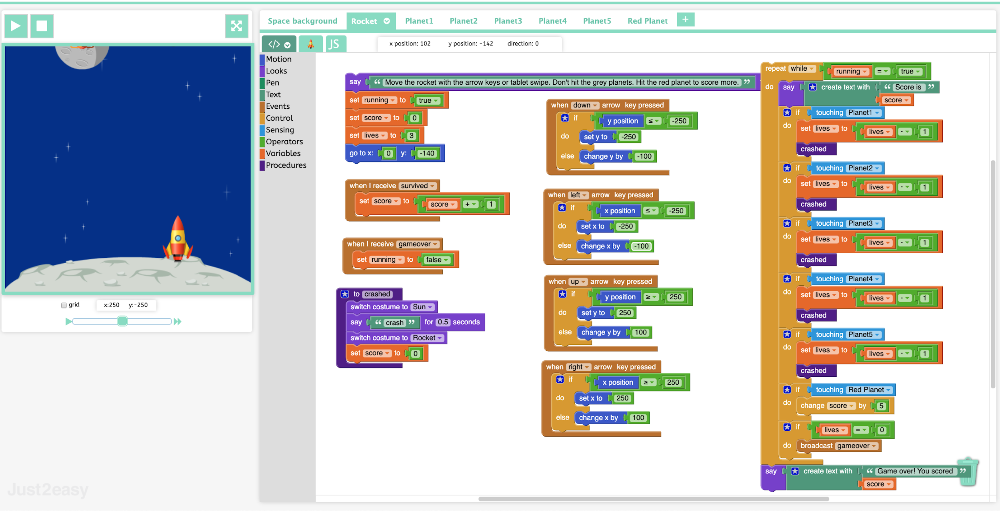 Space background Rocket Planet1 Planet2 Planet3 Planet4 Planet5 Red Planet +
</> JS x position: 102 y position: -142 direction: 0
Motion
Looks
Pen
Text
Events
Control
Sensing
Operators
Variables
Procedures
grid x:250 y:-250
Just2easy
say “ Move the rocket with the arrow keys or tablet swipe. Don't hit the grey planets. Hit the red planet to score more. ”
set running to true
set score to 0
set lives to 3
go to x: 0 y: -140
when I receive survived
set score to score + 1
when I receive gameover
set running to false
to crashed
switch costume to Sun
say “ crash ” for 0.5 seconds
switch costume to Rocket
set score to 0
when down arrow key pressed
if y position ≤ -250
do set y to -250
else change y by -100
when left arrow key pressed
if x position ≤ -250
do set x to -250
else change x by -100
when up arrow key pressed
if y position ≥ 250
do set y to 250
else change y by 100
when right arrow key pressed
if x position ≥ 250
do set x to 250
else change x by 100
repeat while running = true
do say create text with “ Score is ”
score
if touching Planet1
do set lives to lives - 1
crashed
if touching Planet2
do set lives to lives - 1
crashed
if touching Planet3
do set lives to lives - 1
crashed
if touching Planet4
do set lives to lives - 1
crashed
if touching Planet5
do set lives to lives - 1
crashed
if touching Red Planet
do change score by 5
if lives = 0
do broadcast gameover
say create text with “ Game over! You scored ”
score